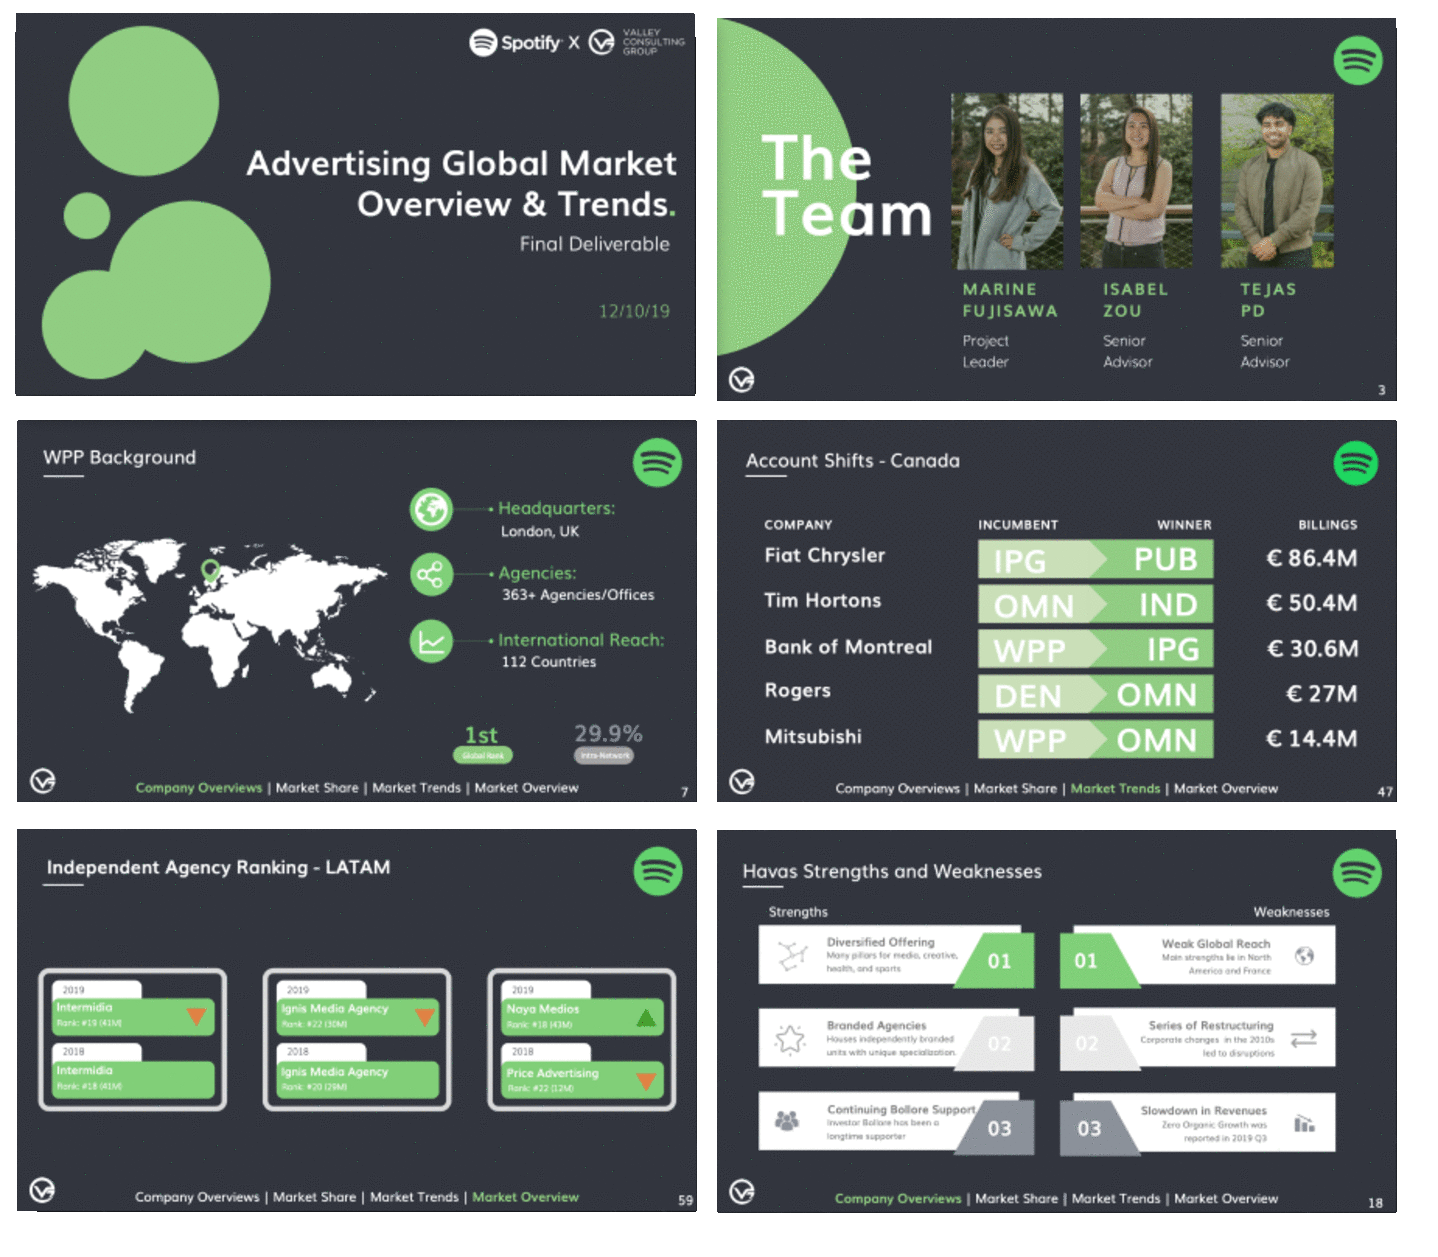 Spotify X VALLEY
CONSULTING
GROUP
Advertising Global Market
Overview & Trends.
Final Deliverable
12/10/19
The
Team
MARINE
FUJISAWA
Project
Leader
ISABEL
ZOU
Senior
Advisor
TEJAS
PD
Senior
Advisor
3
WPP Background
Headquarters:
London, UK
Agencies:
363+ Agencies/Offices
International Reach:
112 Countries
1st
Global Rank
29.9%
Intra-Network
Company Overviews | Market Share | Market Trends | Market Overview
7
Account Shifts - Canada
COMPANY INCUMBENT WINNER BILLINGS
Fiat Chrysler IPG PUB € 86.4M
Tim Hortons OMN IND € 50.4M
Bank of Montreal WPP IPG € 30.6M
Rogers DEN OMN € 27M
Mitsubishi WPP OMN € 14.4M
Company Overviews | Market Share | Market Trends | Market Overview
47
Independent Agency Ranking - LATAM
2019
Intermidia
Rank: #19 (41M)
2018
Intermidia
Rank: #18 (41M)
2019
Ignis Media Agency
Rank: #22 (30M)
2018
Ignis Media Agency
Rank: #20 (29M)
2019
Naya Medios
Rank: #18 (43M)
2018
Price Advertising
Rank: #22 (12M)
Company Overviews | Market Share | Market Trends | Market Overview
59
Havas Strengths and Weaknesses
Strengths
Diversified Offering
Many pillars for media, creative,
health, and sports
01
Branded Agencies
Houses independently branded
units with unique specialization.
02
Continuing Bollore Support
Investor Bollore has been a
longtime supporter
03
Weaknesses
01
Weak Global Reach
Main strengths lie in North
America and France
02
Series of Restructuring
Corporate changes in the 2010s
led to disruptions
03
Slowdown in Revenues
Zero Organic Growth was
reported in 2019 Q3
Company Overviews | Market Share | Market Trends | Market Overview
18